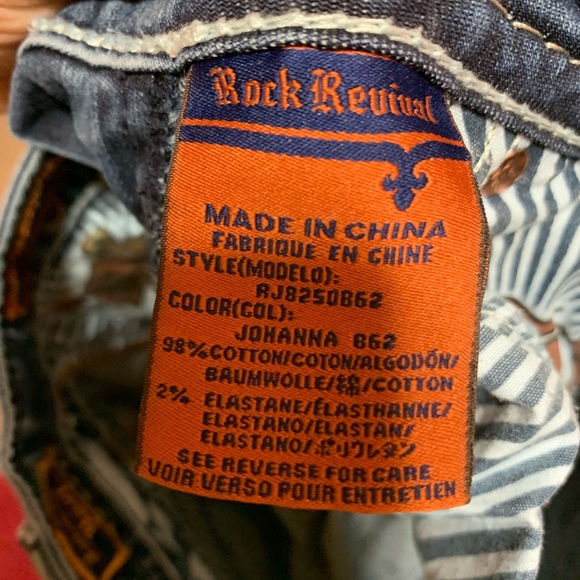 Rock Revival
MADE IN CHINA
FABRIQUE EN CHINE
STYLE(MODELO):
RJ8250B62
COLOR(COL):
JOHANNA B62
98% COTTON/COTON/ALGODÓN/
BAUMWOLLE/綿/COTTON
2% ELASTANE/ÉLASTHANNE/
ELASTANO/ELASTAN/
ELASTANO/ポリウレタン
SEE REVERSE FOR CARE
VOIR VERSO POUR ENTRETIEN